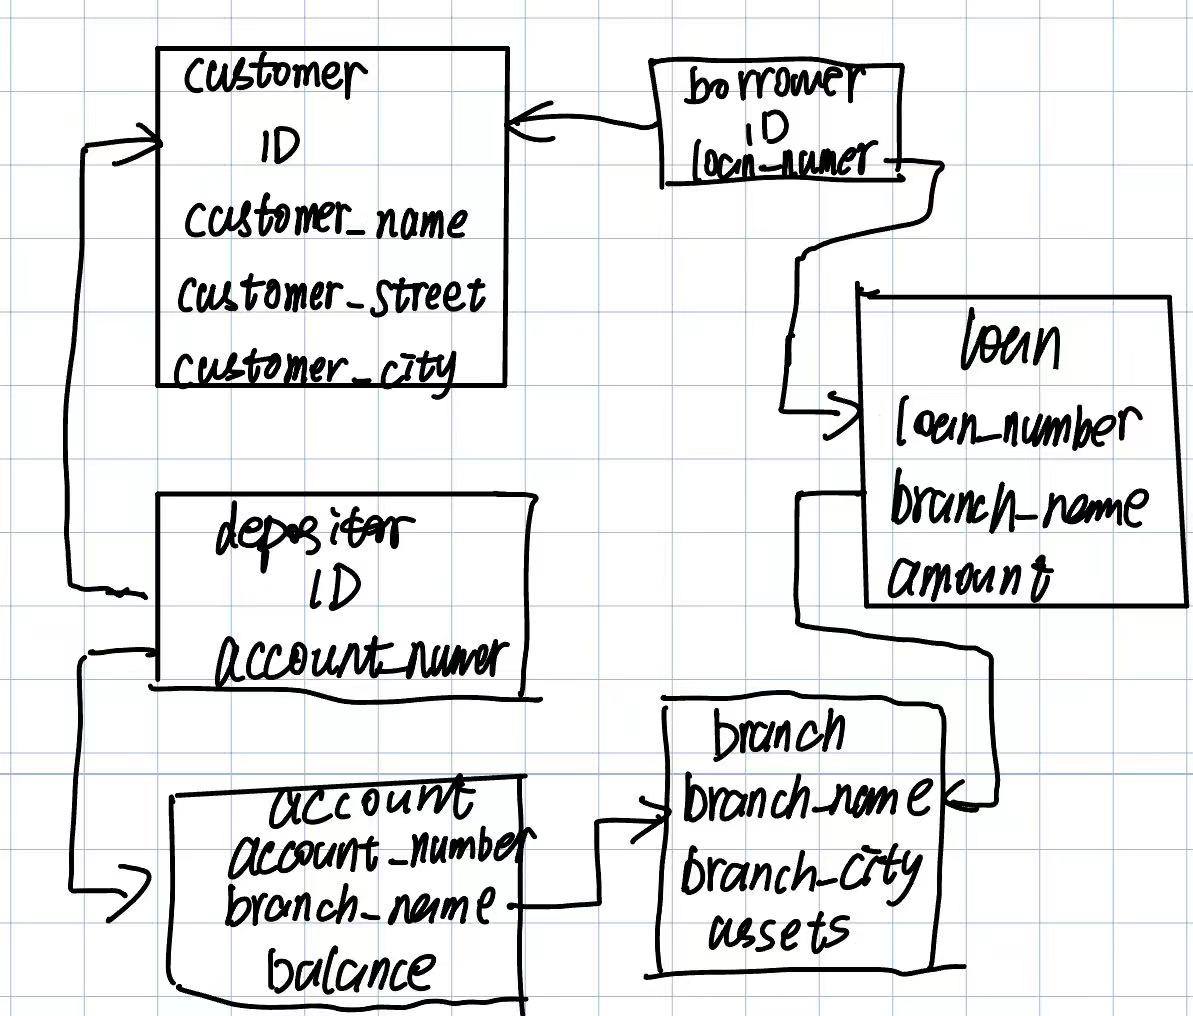 customer
ID
customer_name
customer_street
customer_city
borrower
ID
loan_numer
loan
loan_number
branch_name
amount
depositor
ID
account_numer
account
account_number
branch_name
balance
branch
branch_name
branch_city
assets